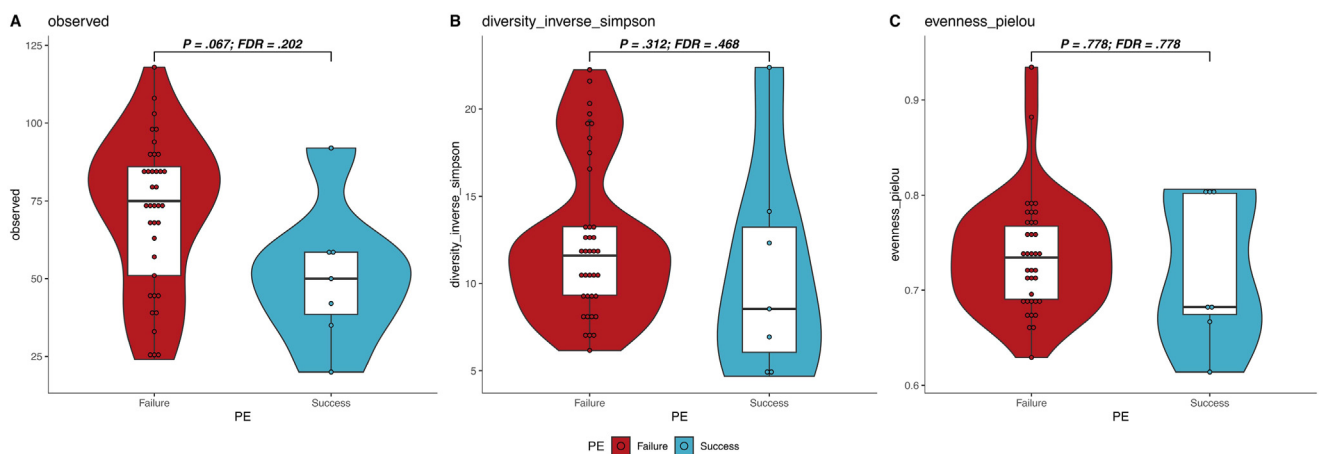 A observed
P = .067; FDR = .202
125
100
75
50
25
observed
Failure Success
PE
B diversity_inverse_simpson
P = .312; FDR = .468
20
15
10
5
diversity_inverse_simpson
Failure Success
PE
C evenness_pielou
P = .778; FDR = .778
0.9
0.8
0.7
0.6
evenness_pielou
Failure Success
PE
PE Failure Success